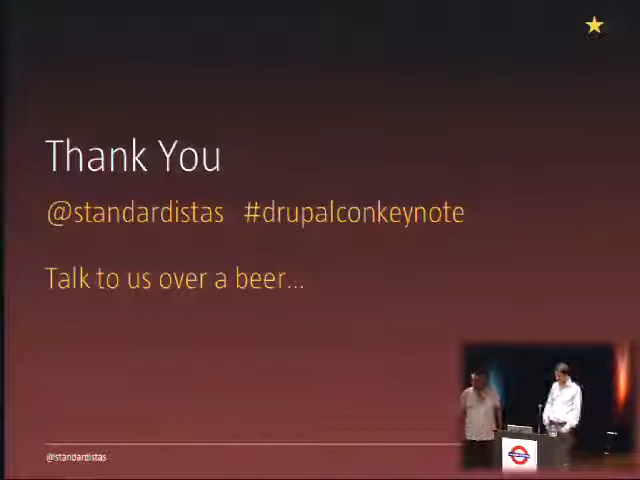 Thank You
@standardistas #drupalconkeynote
Talk to us over a beer...
@standardistas